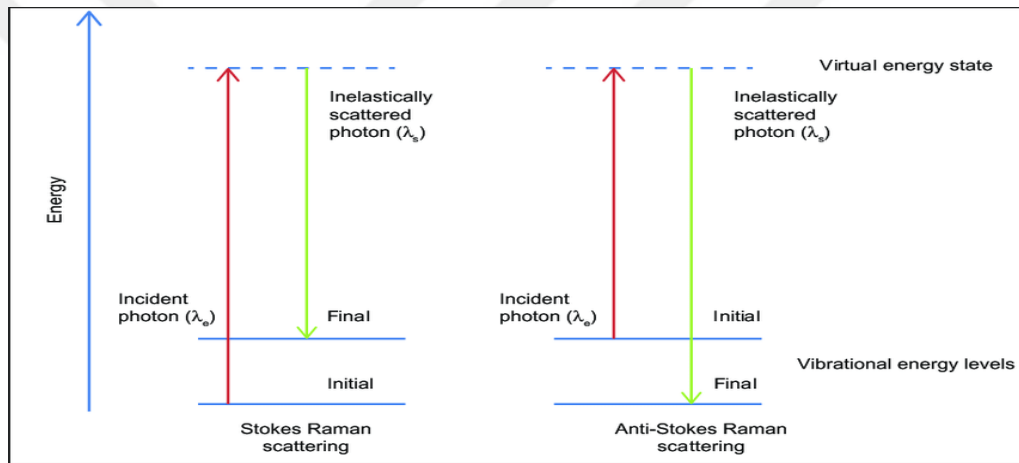 Virtual energy state
Inelastically
scattered
photon (λs)
Inelastically
scattered
photon (λs)
Energy
Incident
photon (λe)
Final
Incident
photon (λe)
Initial
Vibrational energy levels
Initial
Final
Stokes Raman
scattering
Anti-Stokes Raman
scattering